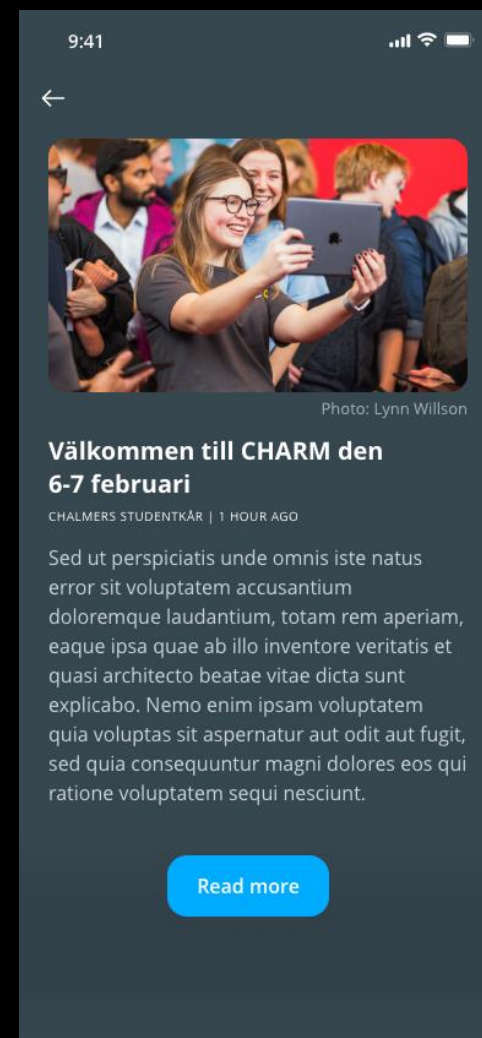 9:41
Photo: Lynn Willson
Välkommen till CHARM den
6-7 februari
CHALMERS STUDENTKÅR | 1 HOUR AGO
Sed ut perspiciatis unde omnis iste natus
error sit voluptatem accusantium
doloremque laudantium, totam rem aperiam,
eaque ipsa quae ab illo inventore veritatis et
quasi architecto beatae vitae dicta sunt
explicabo. Nemo enim ipsam voluptatem
quia voluptas sit aspernatur aut odit aut fugit,
sed quia consequuntur magni dolores eos qui
ratione voluptatem sequi nesciunt.
Read more